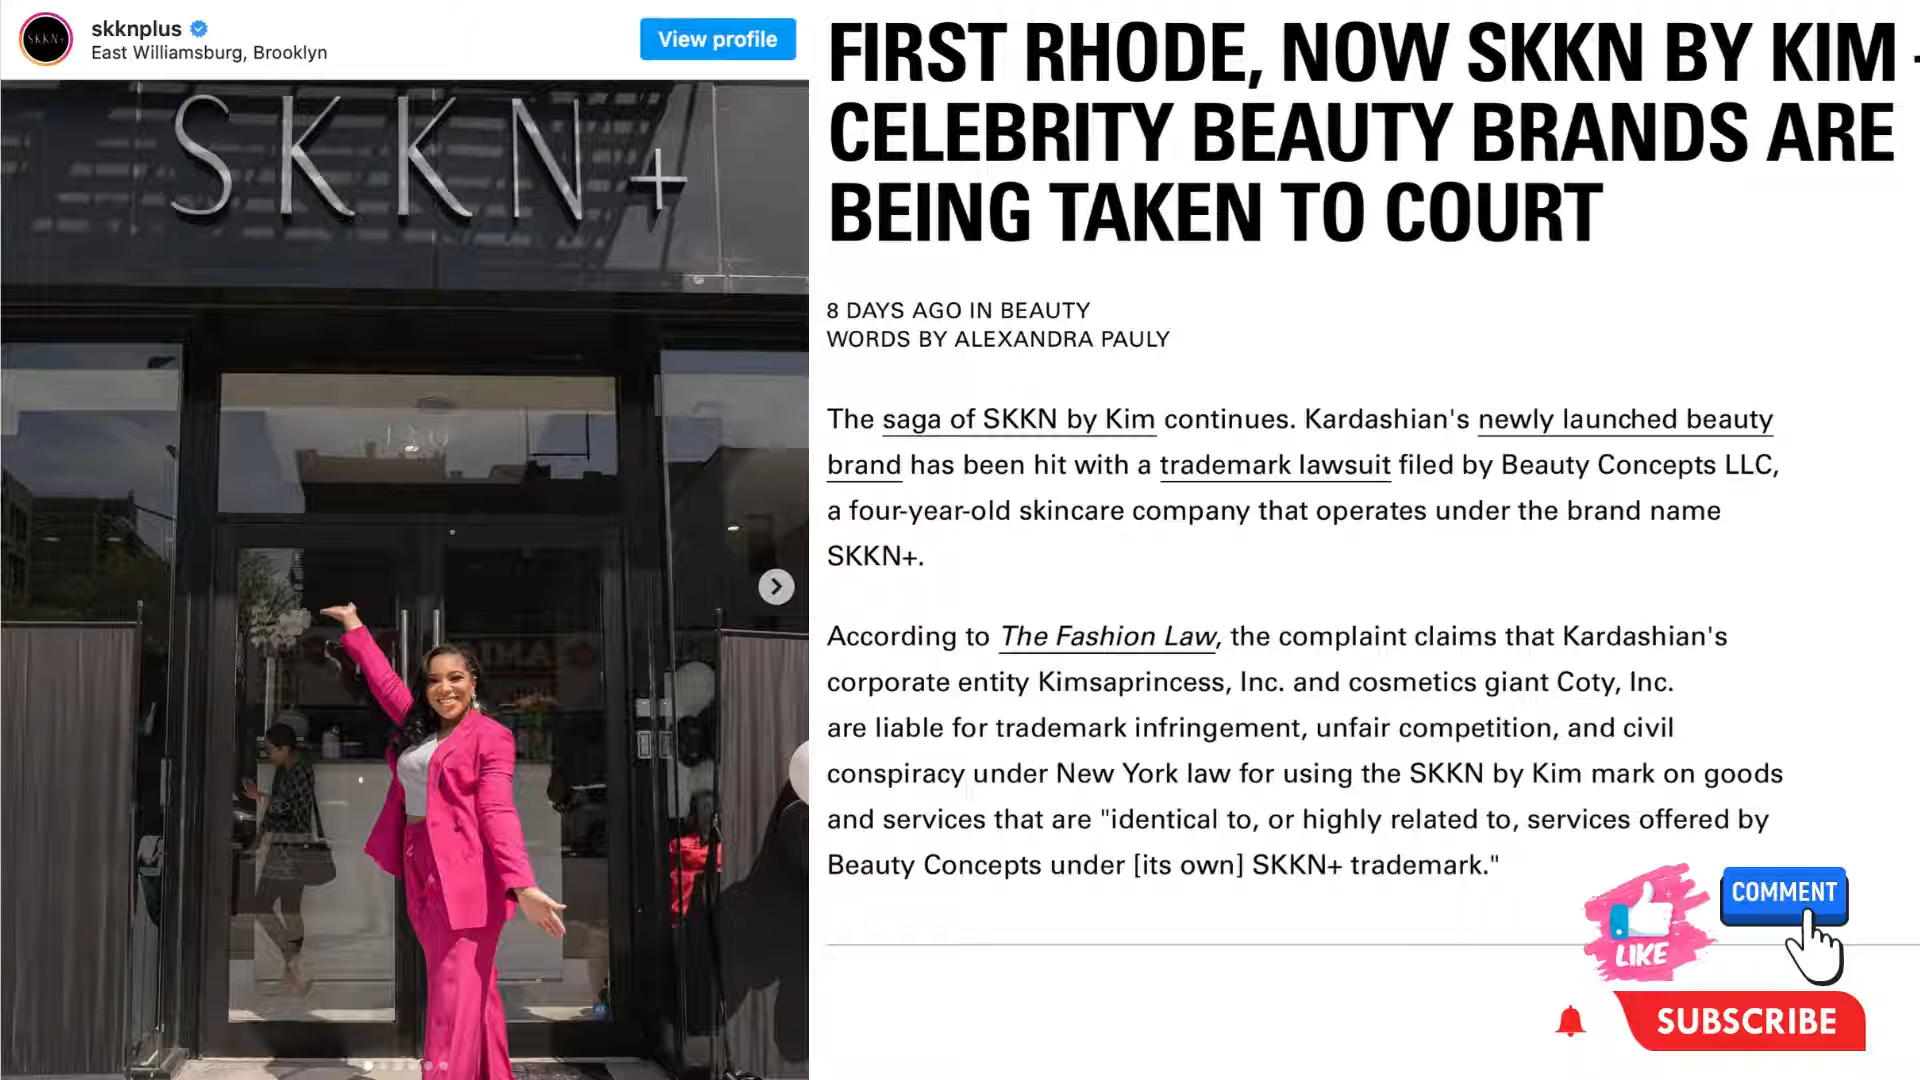 skknplus
East Williamsburg, Brooklyn
View profile
SKKN+
SKKN+
FIRST RHODE, NOW SKKN BY KIM -
CELEBRITY BEAUTY BRANDS ARE
BEING TAKEN TO COURT
8 DAYS AGO IN BEAUTY
WORDS BY ALEXANDRA PAULY
The saga of SKKN by Kim continues. Kardashian's newly launched beauty
brand has been hit with a trademark lawsuit filed by Beauty Concepts LLC,
a four-year-old skincare company that operates under the brand name
SKKN+.
According to The Fashion Law, the complaint claims that Kardashian's
corporate entity Kimsaprincess, Inc. and cosmetics giant Coty, Inc.
are liable for trademark infringement, unfair competition, and civil
conspiracy under New York law for using the SKKN by Kim mark on goods
and services that are "identical to, or highly related to, services offered by
Beauty Concepts under [its own] SKKN+ trademark."
COMMENT
LIKE
SUBSCRIBE